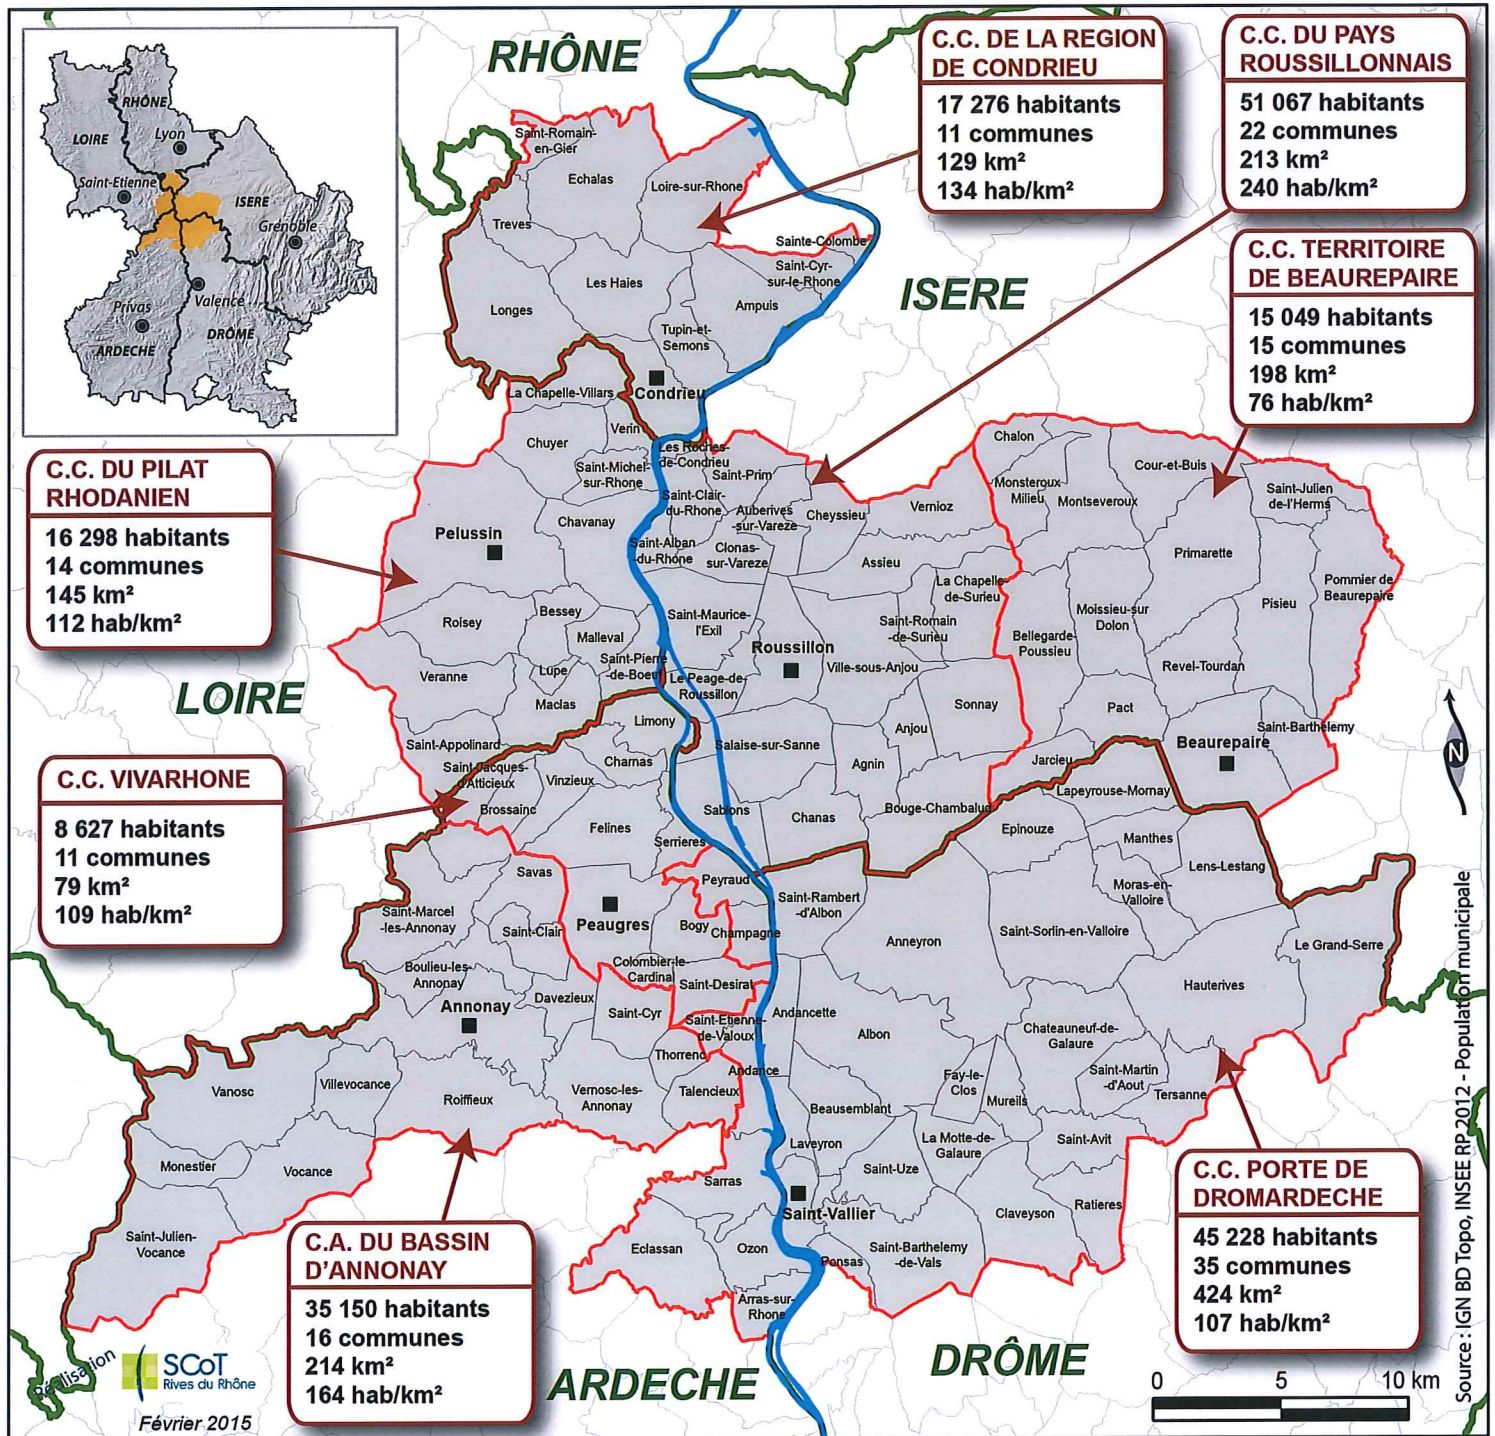 RHÔNE
LOIRE
Lyon
Saint-Etienne
ISERE
Grenoble
Privas
Valence
ARDECHE
DRÔME
RHÔNE
ISERE
LOIRE
ARDECHE
DRÔME
C.C. DE LA REGION
DE CONDRIEU
17 276 habitants
11 communes
129 km²
134 hab/km²
C.C. DU PAYS
ROUSSILLONNAIS
51 067 habitants
22 communes
213 km²
240 hab/km²
C.C. TERRITOIRE
DE BEAUREPAIRE
15 049 habitants
15 communes
198 km²
76 hab/km²
C.C. DU PILAT
RHODANIEN
16 298 habitants
14 communes
145 km²
112 hab/km²
C.C. VIVARHONE
8 627 habitants
11 communes
79 km²
109 hab/km²
C.A. DU BASSIN
D'ANNONAY
35 150 habitants
16 communes
214 km²
164 hab/km²
C.C. PORTE DE
DROMARDECHE
45 228 habitants
35 communes
424 km²
107 hab/km²
Saint-Romain-
en-Gier
Echalas
Loire-sur-Rhone
Treves
Sainte-Colombe
Saint-Cyr-
sur-le-Rhone
Les Haies
Ampuis
Longes
Tupin-et-
Semons
Condrieu
La Chapelle-Villars
Verin
Chuyer
Les Roches-
de-Condrieu
Saint-Michel-
sur-Rhone
Saint-Prim
Saint-Clair-
du-Rhone
Chavanay
Auberives
-sur-Vareze
Cheyssieu
Vernioz
Pelussin
Saint-Alban
-du-Rhône
Clonas-
sur-Vareze
Assieu
La Chapelle-
de-Surieu
Chalon
Cour-et-Buis
Monsteroux
Milieu
Montseveroux
Saint-Julien
de-l'Herms
Primarette
Pommier de
Beaurepaire
Pisieu
Moissieu-sur
Dolon
Bellegarde-
Poussieu
Revel-Tourdan
Pact
Saint-Barthelemy
Beaurepaire
Jarcieu
Roisey
Bessey
Malleval
Saint-Maurice-
l'Exil
Roussillon
Saint-Romain
-de-Surieu
Ville-sous-Anjou
Veranne
Lupe
Saint-Pierre
-de-Boeuf
Le Peage-de-
Roussillon
Maclas
Limony
Sonnay
Anjou
Saint-Appolinard
Salaise-sur-Sanne
Agnin
Charnas
Saint-Jacques-
d'Atticieux
Vinzieux
Brossainc
Sablons
Chanas
Bouge-Chambalud
Lapeyrouse-Mornay
Epinouze
Manthes
Lens-Lestang
Felines
Serrieres
Savas
Peyraud
Saint-Rambert
-d'Albon
Moras-en-
Valloire
Saint-Marcel
-les-Annonay
Saint-Clair
Peaugres
Bogy
Champagne
Anneyron
Saint-Sorlin-en-Valloire
Le Grand-Serre
Boulieu-les-
Annonay
Colombier-le-
Cardinal
Saint-Desirat
Hauterives
Annonay
Davezieux
Saint-Cyr
Andancette
Saint-Etienne-
de-Valoux
Albon
Chateauneuf-de-
Galaure
Thorrenc
Andance
Saint-Martin
-d'Aout
Tersanne
Vanosc
Villevocance
Roiffieux
Vernosc-les-
Annonay
Talencieux
Fay-le-
Clos
Mureils
Beausemblant
Laveyron
La Motte-de-
Galaure
Saint-Avit
Monestier
Vocance
Sarras
Saint-Uze
Saint-Vallier
Claveyson
Ratieres
Saint-Julien-
Vocance
Eclassan
Ozon
Ponsas
Saint-Barthelemy
-de-Vals
Arras-sur-
Rhone
N
0 5 10 km
Source : IGN BD Topo, INSEE RP 2012 - Population municipale
Réalisation
SCoT
Rives du Rhône
Février 2015